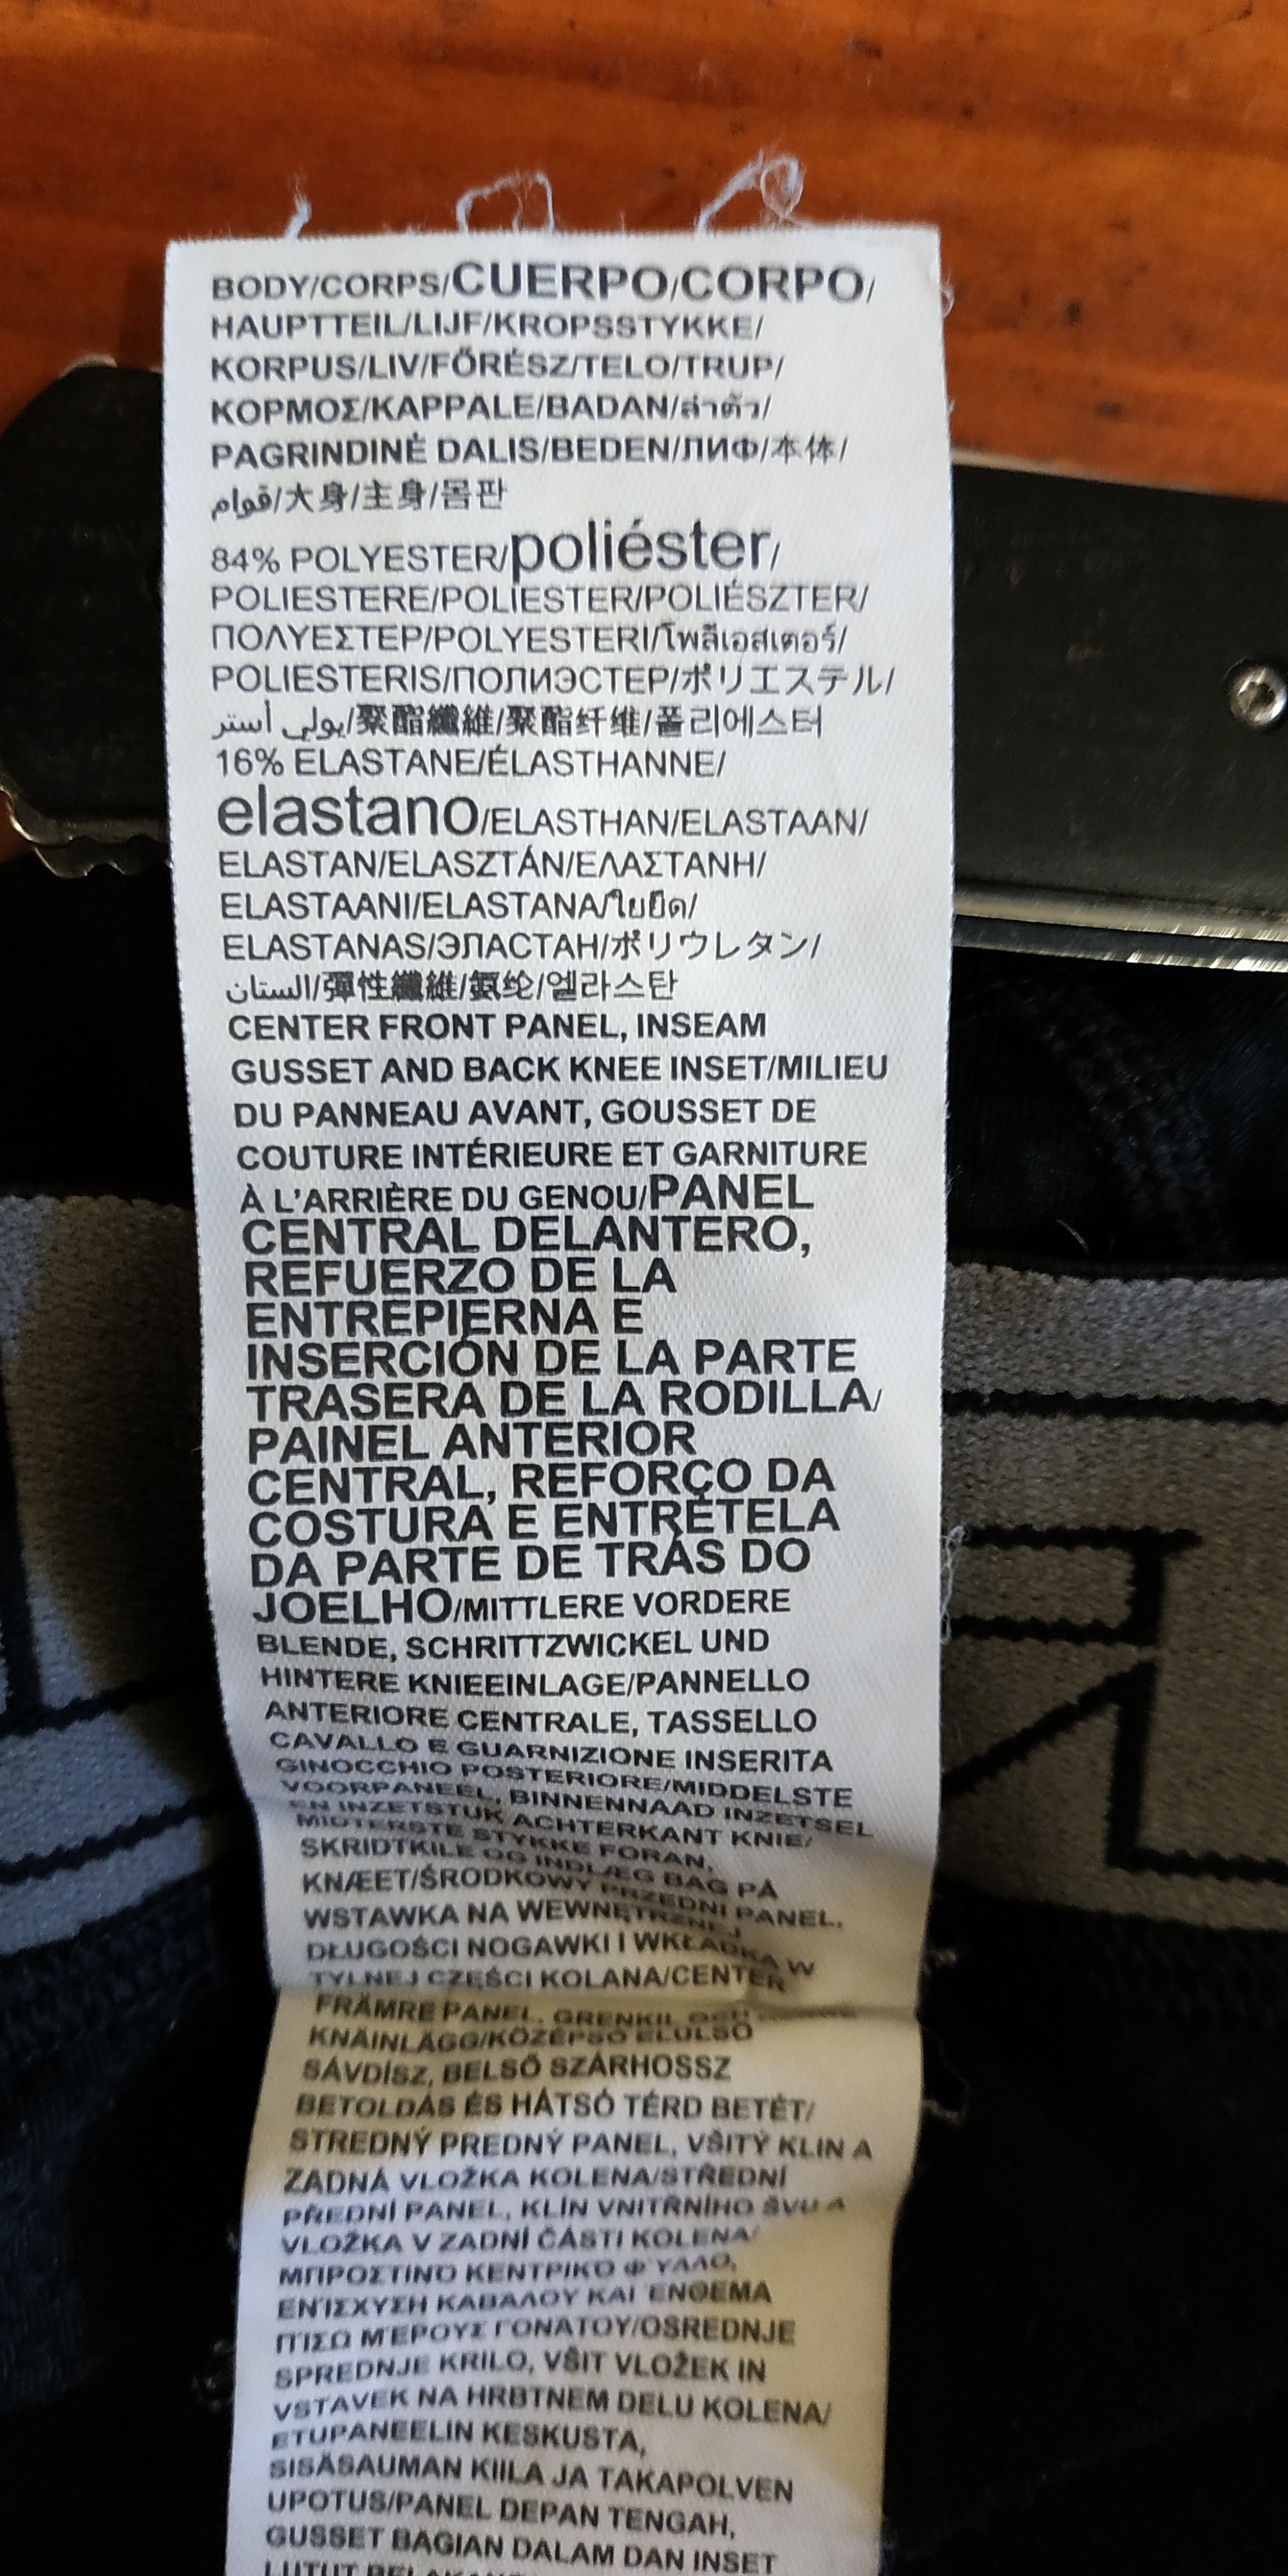 BODY/CORPS/CUERPO/CORPO/
HAUPTTEIL/LIJF/KROPSSTYKKE/
KORPUS/LIV/FŐRÉSZ/TELO/TRUP/
ΚΟΡΜΟΣ/KAPPALE/BADAN/ลำตัว/
PAGRINDINĖ DALIS/BEDEN/ЛИФ/本体/
قوام/大身/主身/몸판
84% POLYESTER/poliéster/
POLIESTERE/POLIESTER/POLIÉSZTER/
ΠΟΛΥΕΣΤΕΡ/POLYESTERI/โพลีเอสเตอร์/
POLIESTERIS/ПОЛИЭСТЕР/ポリエステル/
بولي أستر/聚酯纖維/聚酯纤维/폴리에스터
16% ELASTANE/ÉLASTHANNE/
elastano/ELASTHAN/ELASTAAN/
ELASTAN/ELASZTÁN/ΕΛΑΣΤΑΝΗ/
ELASTAANI/ELASTANA/ใยยืด/
ELASTANAS/ЭЛАСТАН/ポリウレタン/
الستان/彈性纖維/氨纶/엘라스탄
CENTER FRONT PANEL, INSEAM
GUSSET AND BACK KNEE INSET/MILIEU
DU PANNEAU AVANT, GOUSSET DE
COUTURE INTÉRIEURE ET GARNITURE
À L'ARRIÈRE DU GENOU/PANEL
CENTRAL DELANTERO,
REFUERZO DE LA
ENTREPIERNA E
INSERCIÓN DE LA PARTE
TRASERA DE LA RODILLA/
PAINEL ANTERIOR
CENTRAL, REFORÇO DA
COSTURA E ENTRETELA
DA PARTE DE TRÁS DO
JOELHO/MITTLERE VORDERE
BLENDE, SCHRITTZWICKEL UND
HINTERE KNIEEINLAGE/PANNELLO
ANTERIORE CENTRALE, TASSELLO
CAVALLO E GUARNIZIONE INSERITA
GINOCCHIO POSTERIORE/MIDDELSTE
VOORPANEEL, BINNENNAAD INZETSEL
EN INZETSTUK ACHTERKANT KNIE/
MIDTERSTE STYKKE FORAN,
SKRIDTKILE OG INDLÆG BAG PÅ
KNÆET/ŚRODKOWY PRZEDNI PANEL,
WSTAWKA NA WEWNĘTRZNEJ
DŁUGOŚCI NOGAWKI I WKŁADKA W
TYLNEJ CZĘŚCI KOLANA/CENTER
FRÄMRE PANEL, GRENKIL OCH
KNÄINLÄGG/KÖZÉPSŐ ELÜLSŐ
SÁVDÍSZ, BELSŐ SZÁRHOSSZ
BETOLDÁS ÉS HÁTSÓ TÉRD BETÉT/
STREDNÝ PREDNÝ PANEL, VŠITÝ KLIN A
ZADNÁ VLOŽKA KOLENA/STŘEDNÍ
PŘEDNÍ PANEL, KLÍN VNITŘNÍHO ŠVU A
VLOŽKA V ZADNÍ ČÁSTI KOLENA/
ΜΠΡΟΣΤΙΝΌ ΚΕΝΤΡΙΚΌ ΦΎΛΛΟ,
ΕΝΊΣΧΥΣΗ ΚΑΒΆΛΟΥ ΚΑΙ ΈΝΘΕΜΑ
ΠΊΣΩ ΜΈΡΟΥΣ ΓΟΝΑΤΟΥ/OSREDNJE
SPREDNJE KRILO, VŠIT VLOŽEK IN
VSTAVEK NA HRBTNEM DELU KOLENA/
ETUPANEELIN KESKUSTA,
SISÄSAUMAN KIILA JA TAKAPOLVEN
UPOTUS/PANEL DEPAN TENGAH,
GUSSET BAGIAN DALAM DAN INSET